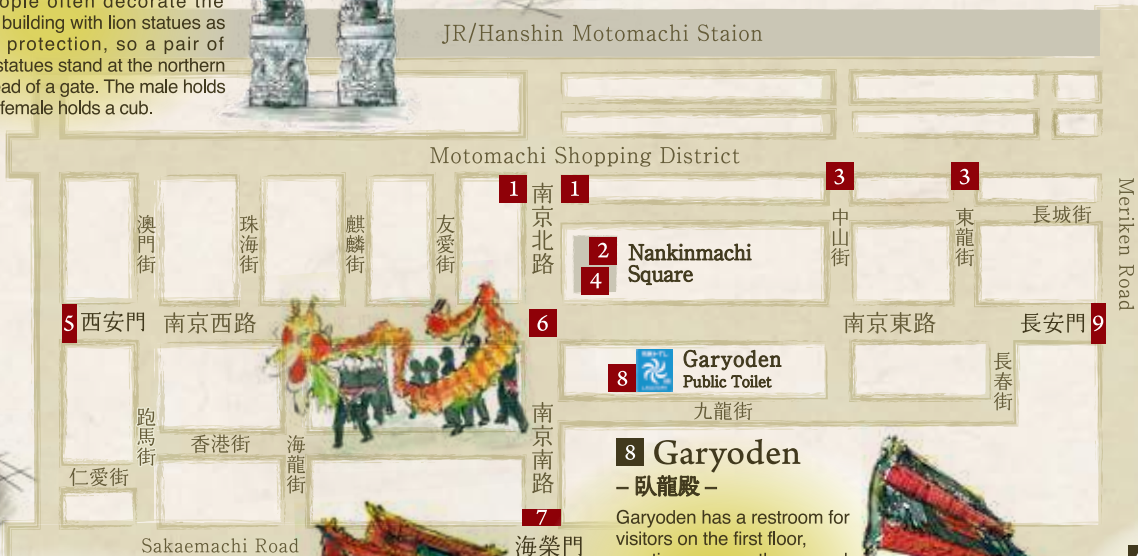 ople often decorate the
building with lion statues as
protection, so a pair of
statues stand at the northern
ead of a gate. The male holds
female holds a cub.
JR/Hanshin Motomachi Staion
Motomachi Shopping District
1 南京北路 1
3
3
澳門街
珠海街
麒麟街
友愛街
中山街
東龍街
長城街
Meriken Road
2 Nankinmachi
4 Square
5 西安門
南京西路
6
南京東路
長安門 9
8 Garyoden
Public Toilet
長春街
九龍街
跑馬街
香港街
海龍街
南京南路
仁愛街
8 Garyoden
– 臥龍殿 –
Garyoden has a restroom for
visitors on the first floor,
7
海榮門
Sakaemachi Road